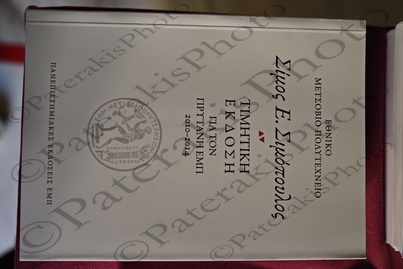 ΕΘΝΙΚΟ
ΜΕΤΣΟΒΙΟ ΠΟΛΥΤΕΧΝΕΙΟ
Σίμος Ε. Σιμόπουλος
ΤΙΜΗΤΙΚΗ
ΕΚΔΟΣΗ
ΓΙΑ ΤΟΝ
ΠΡΥΤΑΝΗ ΕΜΠ
2010-2014
ΠΑΝΕΠΙΣΤΗΜΙΑΚΕΣ ΕΚΔΟΣΕΙΣ ΕΜΠ
© PaterakisPhoto